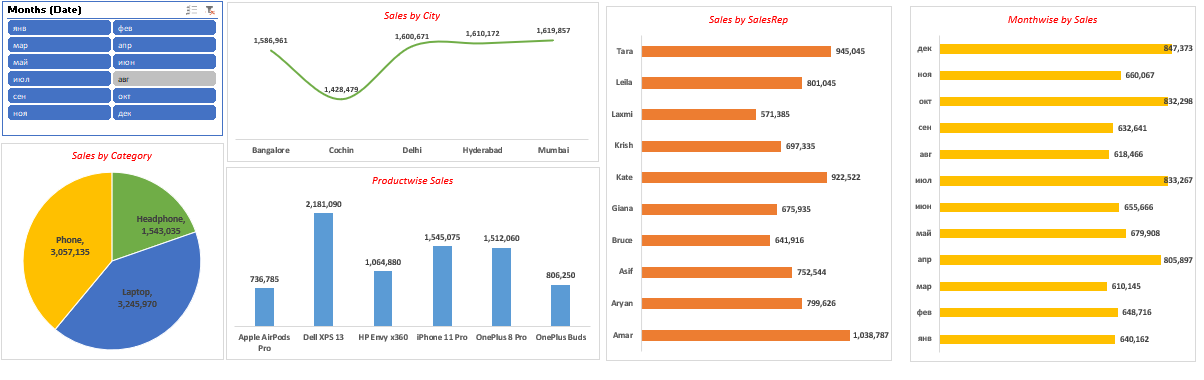 Months (Date)
янв
фев
мар
апр
май
июн
июл
авг
сен
окт
ноя
дек
Sales by Category
Headphone,
1,543,035
Phone,
3,057,135
Laptop,
3,245,970
Sales by City
1,586,961
1,428,479
1,600,671
1,610,172
1,619,857
Bangalore Cochin Delhi Hyderabad Mumbai
Productwise Sales
736,785
2,181,090
1,064,880
1,545,075
1,512,060
806,250
Apple AirPods
Pro
Dell XPS 13
HP Envy x360
iPhone 11 Pro
OnePlus 8 Pro
OnePlus Buds
Sales by SalesRep
Tara 945,045
Leila 801,045
Laxmi 571,385
Krish 697,335
Kate 922,522
Giana 675,935
Bruce 641,916
Asif 752,544
Aryan 799,626
Amar 1,038,787
Monthwise by Sales
дек 847,373
ноя 660,067
окт 832,298
сен 632,641
авг 618,466
июл 833,267
июн 655,666
май 679,908
апр 805,897
мар 610,145
фев 648,716
янв 640,162